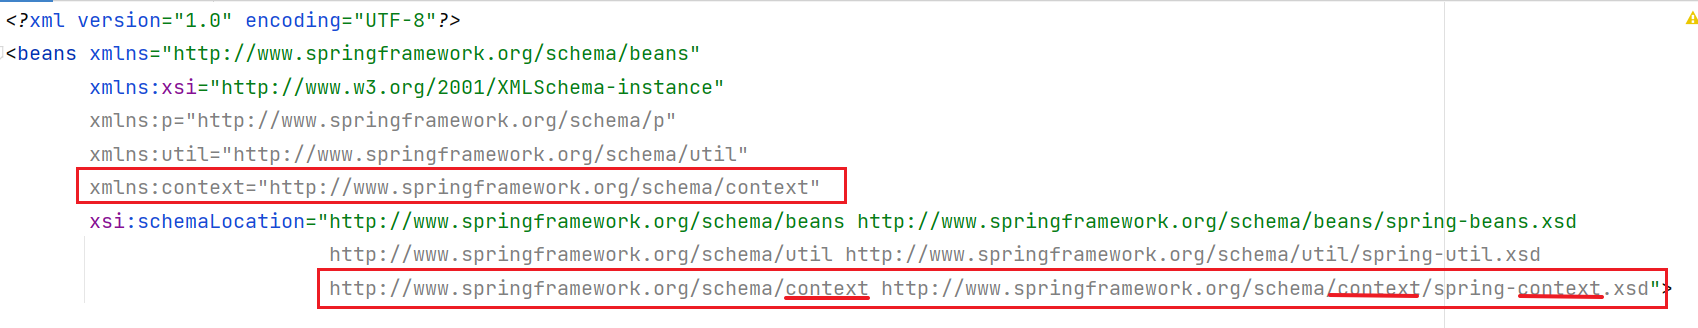 <?xml version="1.0" encoding="UTF-8"?>
<beans xmlns="http://www.springframework.org/schema/beans"
xmlns:xsi="http://www.w3.org/2001/XMLSchema-instance"
xmlns:p="http://www.springframework.org/schema/p"
xmlns:util="http://www.springframework.org/schema/util"
xmlns:context="http://www.springframework.org/schema/context"
xsi:schemaLocation="http://www.springframework.org/schema/beans http://www.springframework.org/schema/beans/spring-beans.xsd
http://www.springframework.org/schema/util http://www.springframework.org/schema/util/spring-util.xsd
http://www.springframework.org/schema/context http://www.springframework.org/schema/context/spring-context.xsd">